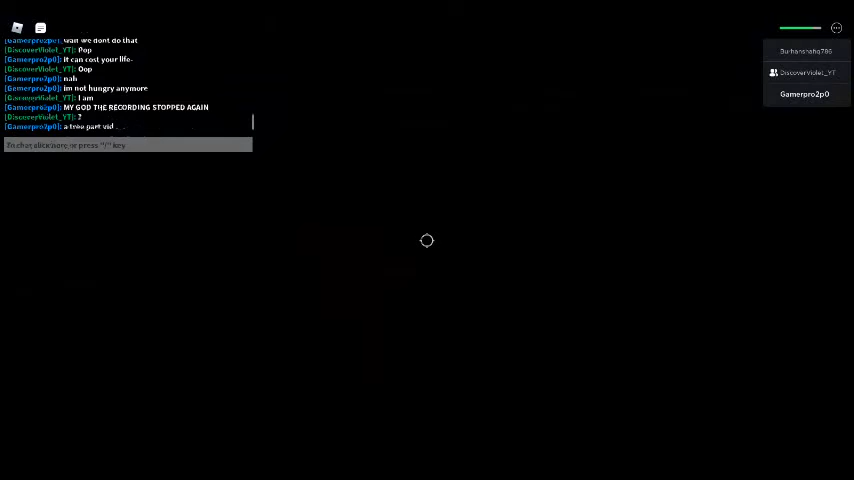 [Gamerpro2p0]: wait we dont do that
[DiscoverViolet_YT]: Pop
[Gamerpro2p0]: it can cost your life-
[DiscoverViolet_YT]: Oop
[Gamerpro2p0]: nah
[Gamerpro2p0]: im not hungry anymore
[DiscoverViolet_YT]: I am
[Gamerpro2p0]: MY GOD THE RECORDING STOPPED AGAIN
[DiscoverViolet_YT]: ?
[Gamerpro2p0]: a tree part vid ...
To chat click here or press "/" key
Burhanshafiq786
DiscoverViolet_YT
Gamerpro2p0